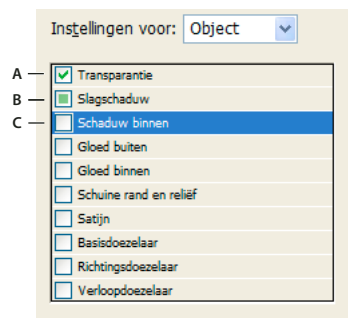 Instellingen voor: Object
A Transparantie
B Slagschaduw
C Schaduw binnen
Gloed buiten
Gloed binnen
Schuine rand en reliëf
Satijn
Basisdoezelaar
Richtingsdoezelaar
Verloopdoezelaar